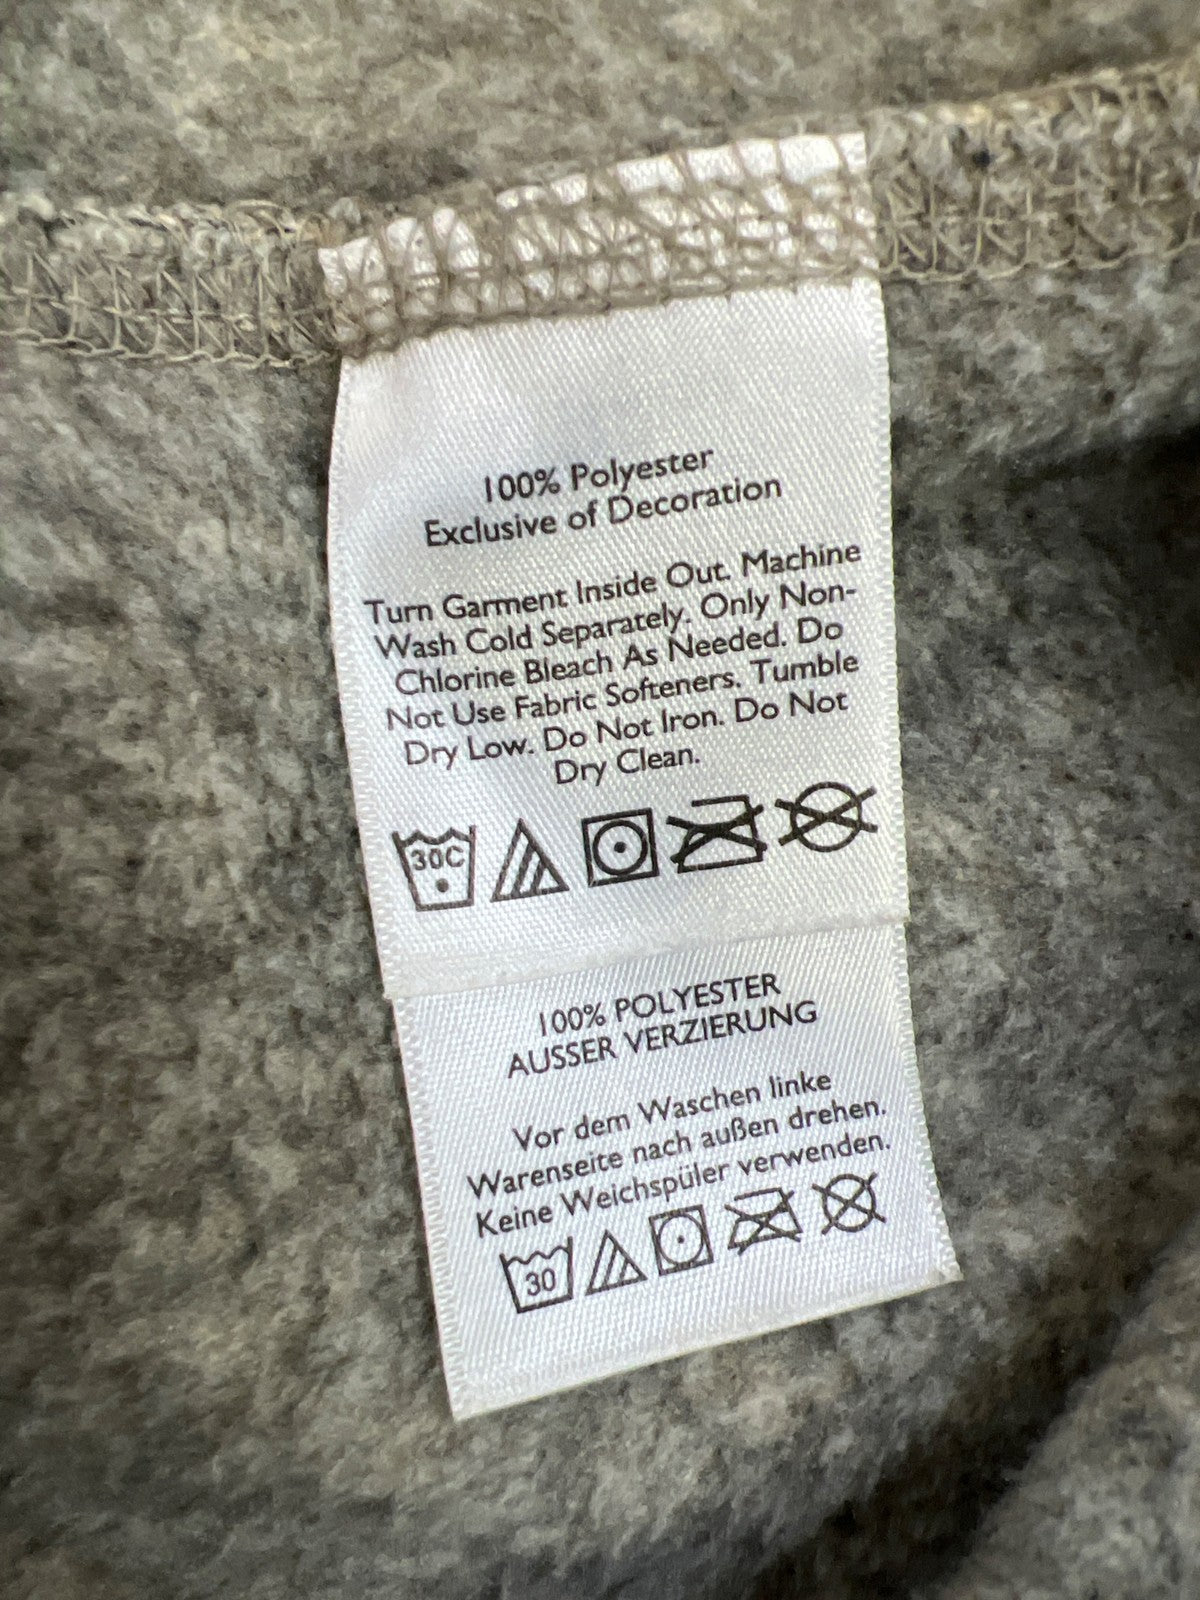 100% Polyester
Exclusive of Decoration
Turn Garment Inside Out. Machine
Wash Cold Separately. Only Non-
Chlorine Bleach As Needed. Do
Not Use Fabric Softeners. Tumble
Dry Low. Do Not Iron. Do Not
Dry Clean.
30C
100% POLYESTER
AUSSER VERZIERUNG
Vor dem Waschen linke
Warenseite nach außen drehen.
Keine Weichspüler verwenden.
30